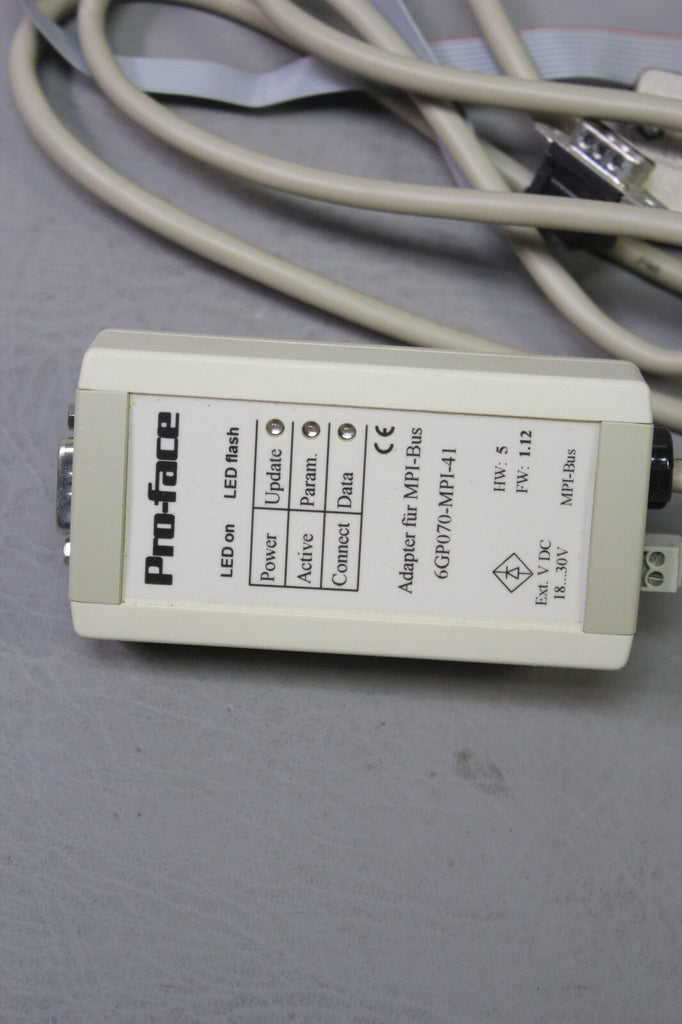 Pro-face
LED on LED flash
Power Update
Active Param.
Connect Data
CE
Adapter für MPI-Bus
6GP070-MPI-41
HW: 5
FW: 1.12
Ext. V DC
18...30V
MPI-Bus